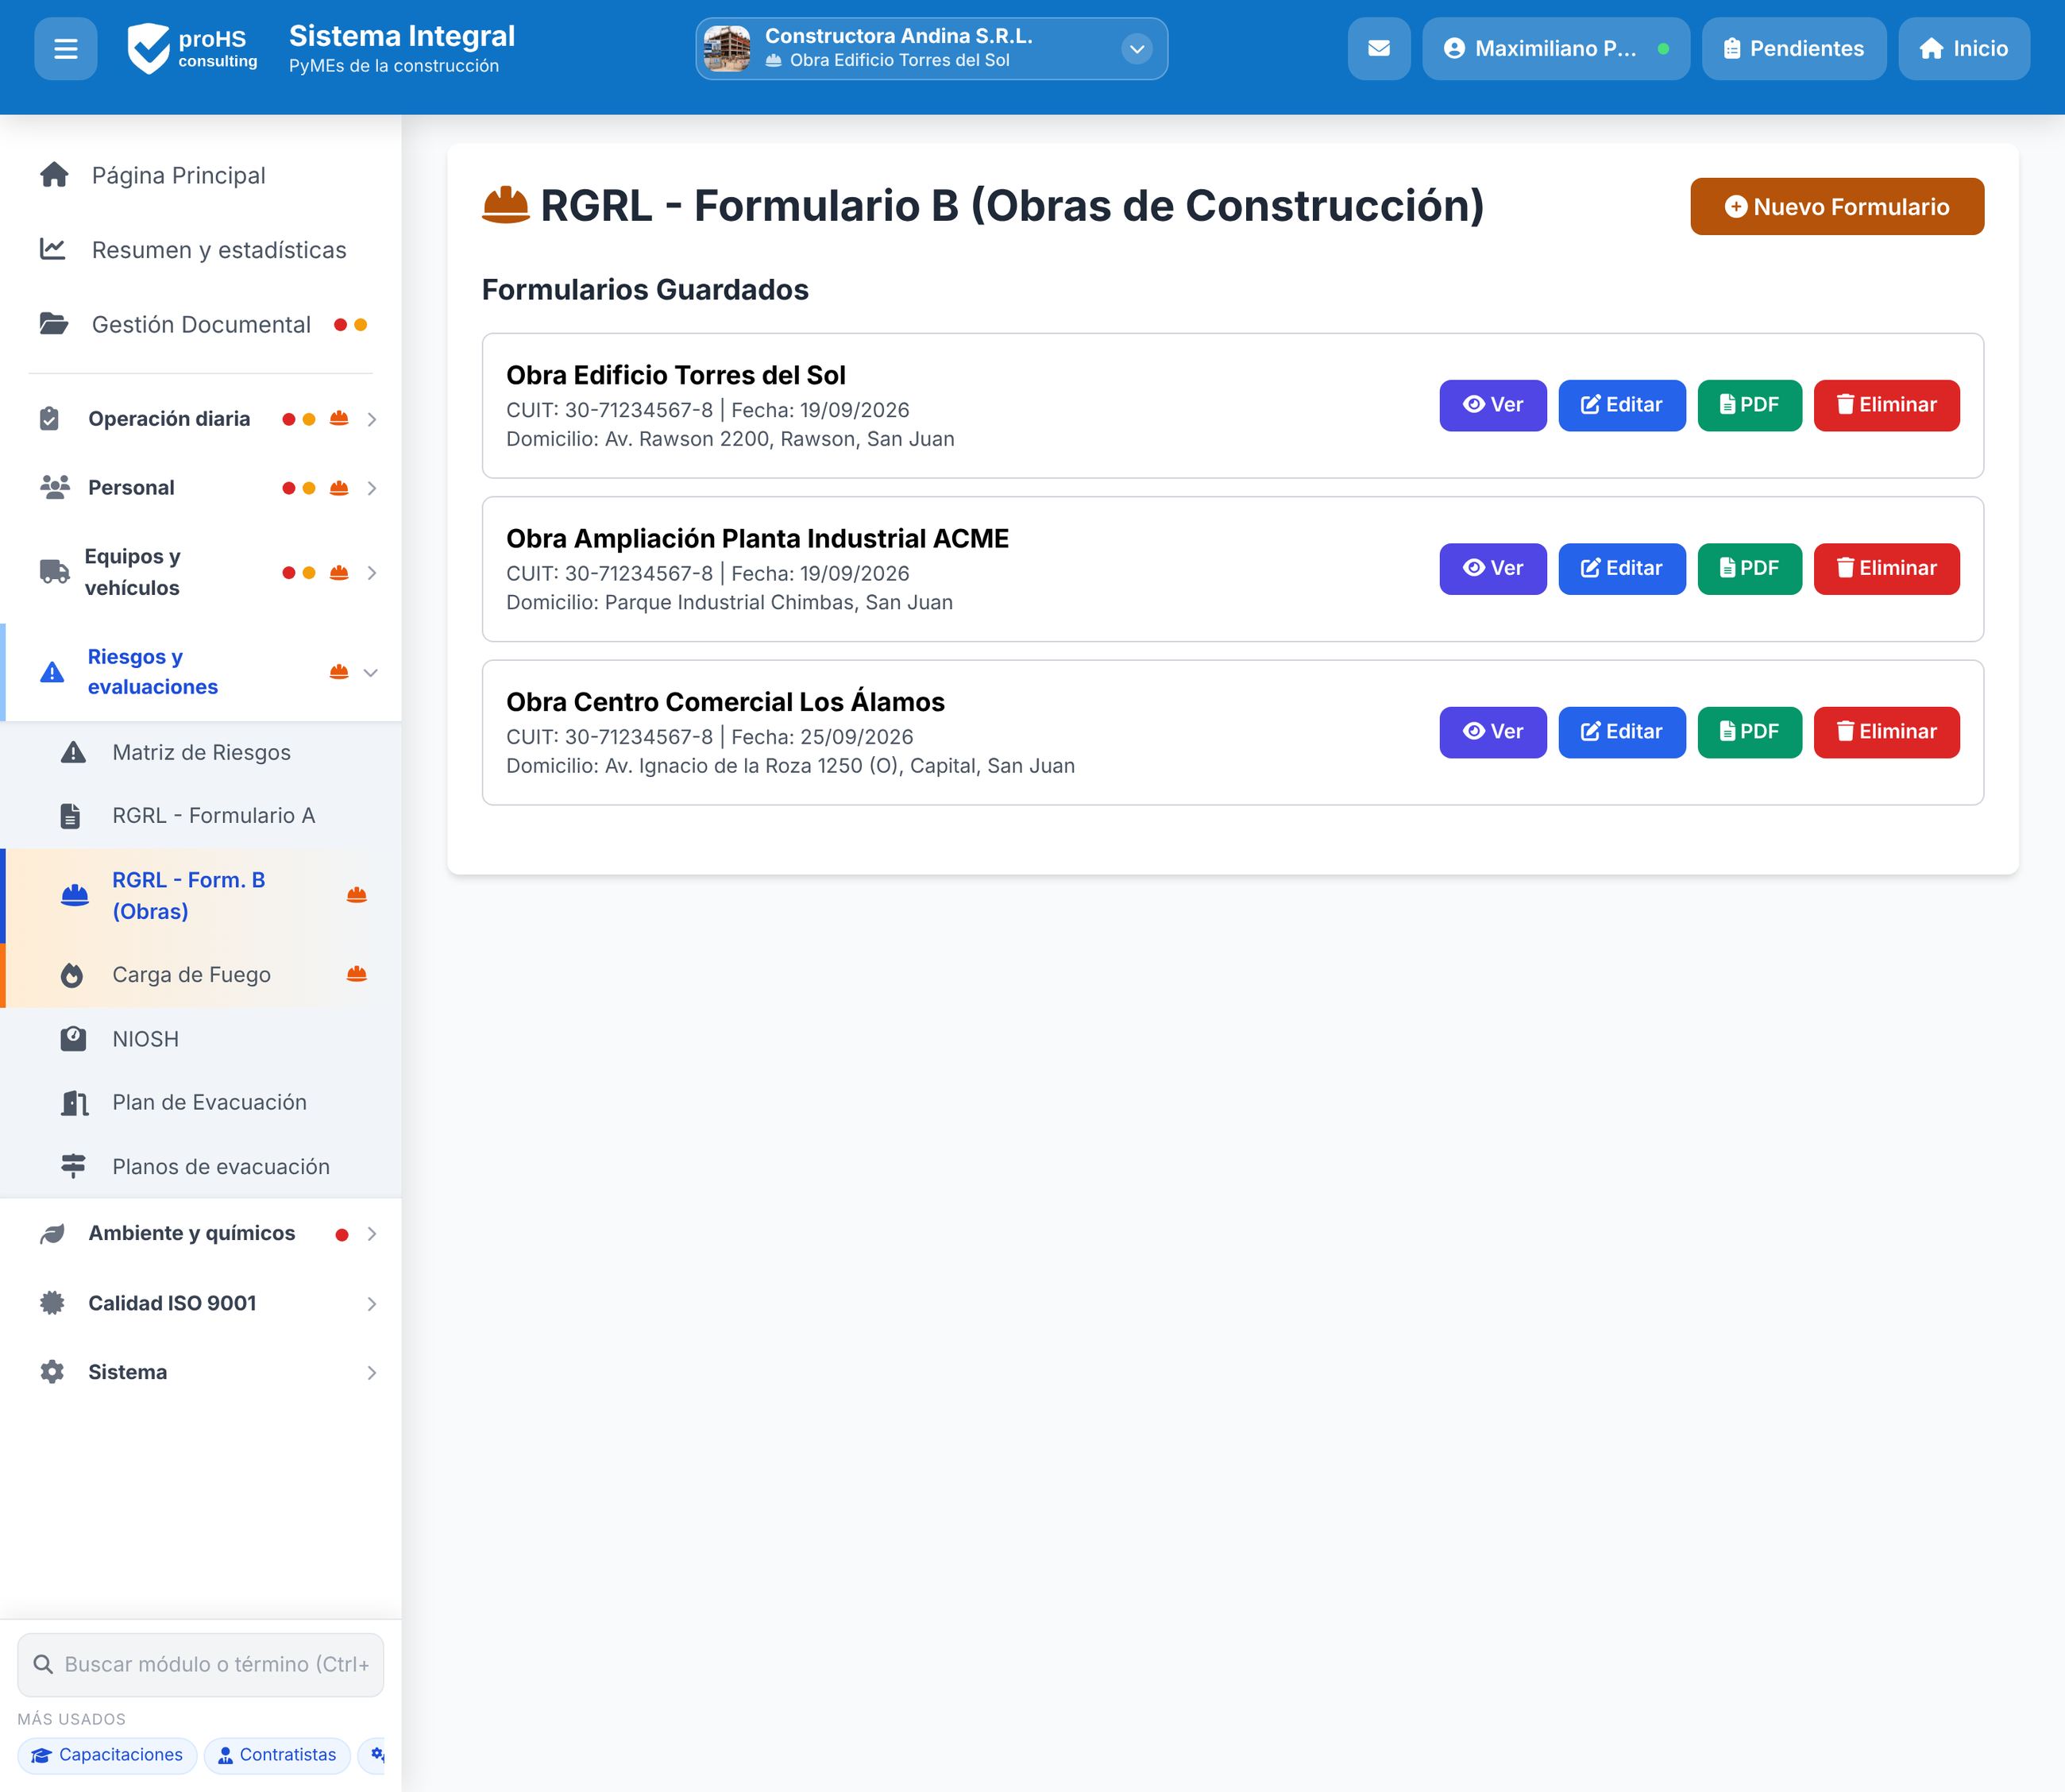 proHS
consulting
Sistema Integral
PyMEs de la construcción
Constructora Andina S.R.L.
Obra Edificio Torres del Sol
Maximiliano P...
Pendientes
Inicio
Página Principal
Resumen y estadísticas
Gestión Documental
Operación diaria
Personal
Equipos y
vehículos
Riesgos y
evaluaciones
Matriz de Riesgos
RGRL - Formulario A
RGRL - Form. B
(Obras)
Carga de Fuego
NIOSH
Plan de Evacuación
Planos de evacuación
Ambiente y químicos
Calidad ISO 9001
Sistema
Buscar módulo o término (Ctrl+
MÁS USADOS
Capacitaciones
Contratistas
RGRL - Formulario B (Obras de Construcción)
Nuevo Formulario
Formularios Guardados
Obra Edificio Torres del Sol
CUIT: 30-71234567-8 | Fecha: 19/09/2026
Domicilio: Av. Rawson 2200, Rawson, San Juan
Ver
Editar
PDF
Eliminar
Obra Ampliación Planta Industrial ACME
CUIT: 30-71234567-8 | Fecha: 19/09/2026
Domicilio: Parque Industrial Chimbas, San Juan
Ver
Editar
PDF
Eliminar
Obra Centro Comercial Los Álamos
CUIT: 30-71234567-8 | Fecha: 25/09/2026
Domicilio: Av. Ignacio de la Roza 1250 (O), Capital, San Juan
Ver
Editar
PDF
Eliminar